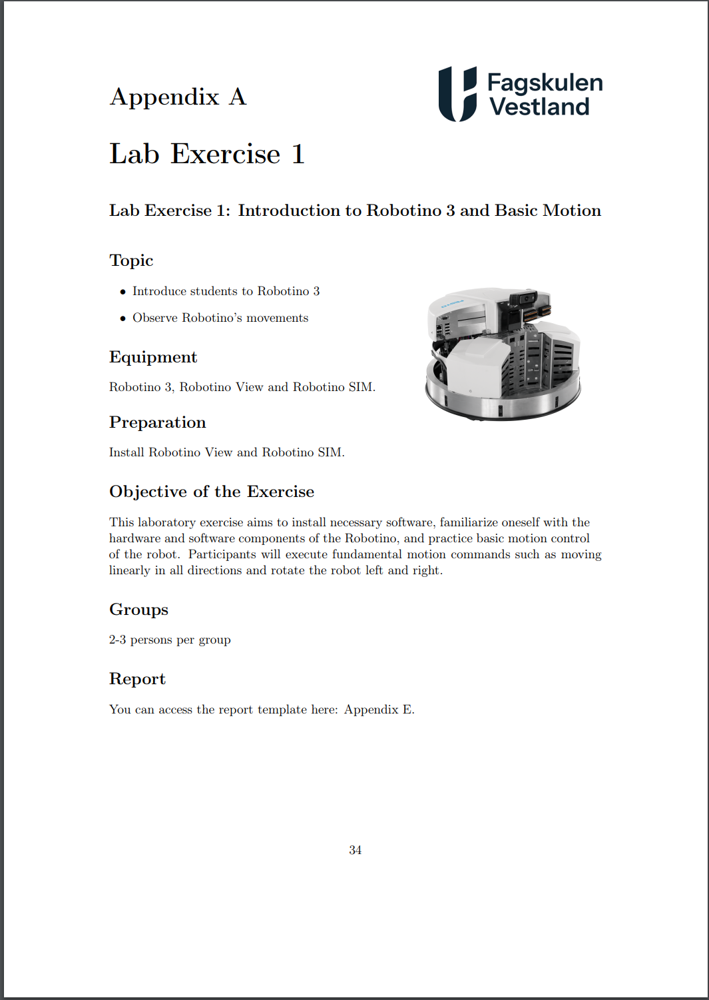 Appendix A
Fagskulen
Vestland
Lab Exercise 1
Lab Exercise 1: Introduction to Robotino 3 and Basic Motion
Topic
• Introduce students to Robotino 3
• Observe Robotino's movements
Equipment
Robotino 3, Robotino View and Robotino SIM.
Preparation
Install Robotino View and Robotino SIM.
Objective of the Exercise
This laboratory exercise aims to install necessary software, familiarize oneself with the
hardware and software components of the Robotino, and practice basic motion control
of the robot. Participants will execute fundamental motion commands such as moving
linearly in all directions and rotate the robot left and right.
Groups
2-3 persons per group
Report
You can access the report template here: Appendix E.
34